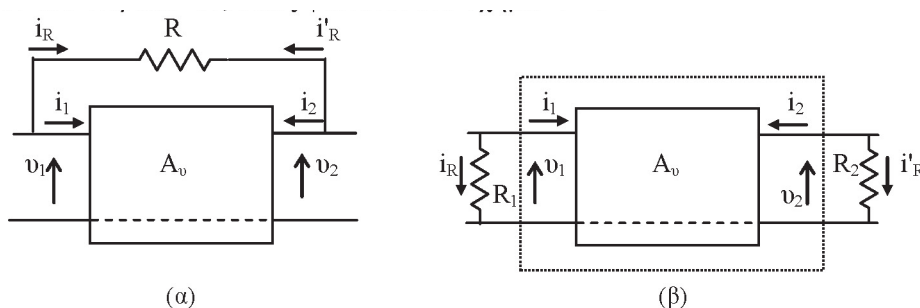 i_R R i'_R
i_1 i_2
υ_1 A_υ υ_2
(α)
i_1 i_2
i_R R_1 υ_1 A_υ υ_2 R_2 i'_R
(β)